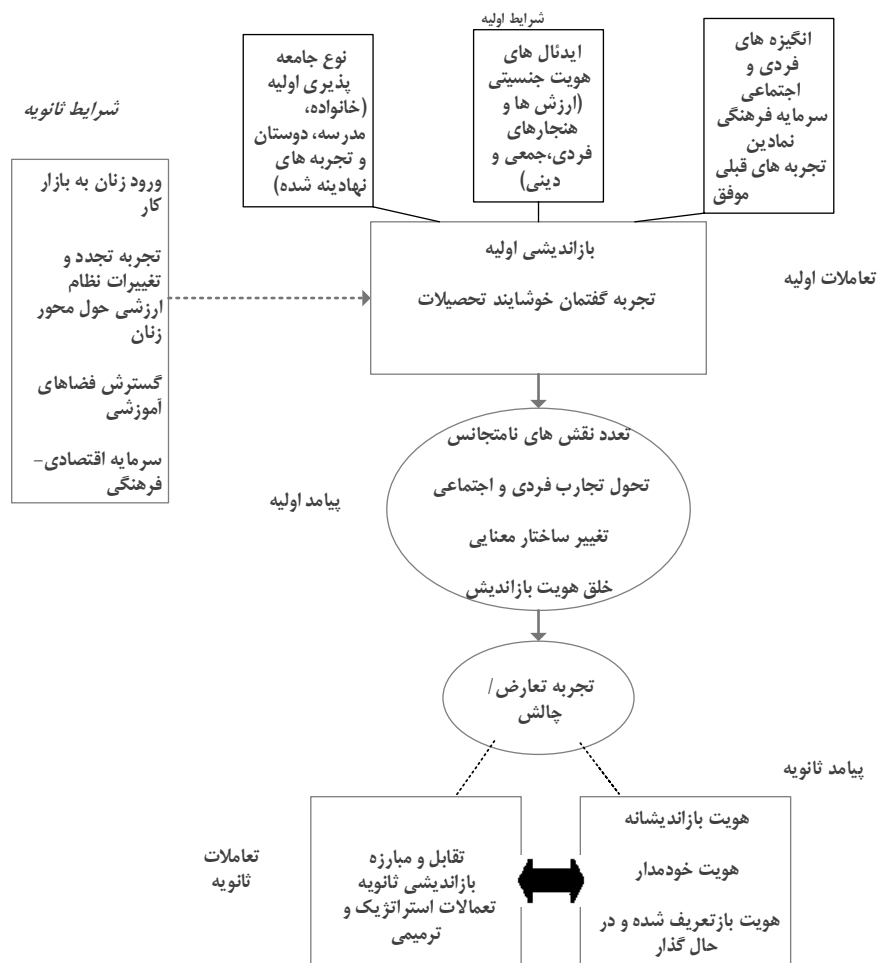 شرایط اولیه
انگیزه های
فردی و
اجتماعی
سرمایه فرهنگی
نمادین
تجربه های قبلی
موفق
ایدئال های
هویت جنسیتی
(ارزش ها و
هنجارهای
فردی،جمعی و
دینی)
نوع جامعه
پذیری اولیه
(خانواده،
مدرسه، دوستان
و تجربه های
نهادینه شده)
شرایط ثانویه
ورود زنان به بازار
کار
تجربه تجدد و
تغییرات نظام
ارزشی حول محور
زنان
گسترش فضاهای
آموزشی
سرمایه اقتصادی-
فرهنگی
تعاملات اولیه
بازاندیشی اولیه
تجربه گفتمان خوشایند تحصیلات
پیامد اولیه
تعدد نقش های نامتجانس
تحول تجارب فردی و اجتماعی
تغییر ساختار معنایی
خلق هویت بازاندیش
تجربه تعارض/
چالش
پیامد ثانویه
هویت بازاندیشانه
هویت خودمدار
هویت بازتعریف شده و در
حال گذار
تقابل و مبارزه
بازاندیشی ثانویه
تعمالات استراتژیک و
ترمیمی
تعاملات
ثانویه